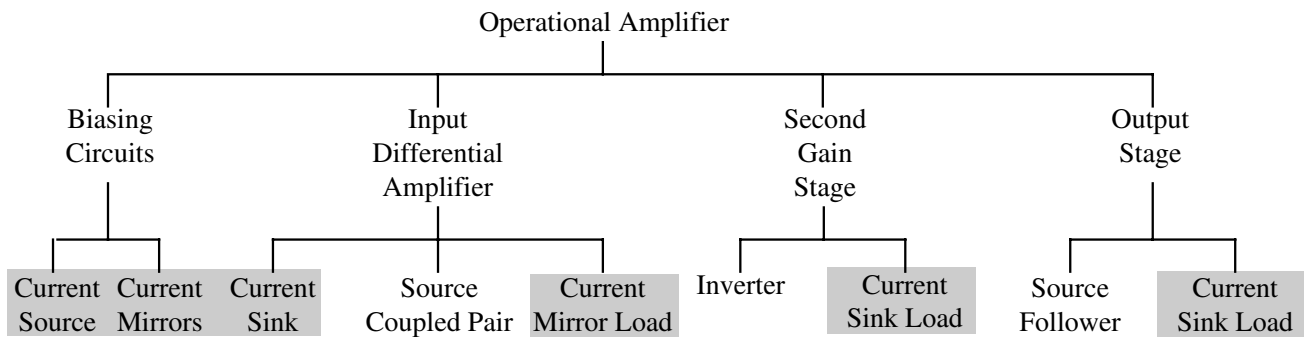 Operational Amplifier
Biasing
Circuits
Input
Differential
Amplifier
Second
Gain
Stage
Output
Stage
Current
Source
Current
Mirrors
Current
Sink
Source
Coupled Pair
Current
Mirror Load
Inverter
Current
Sink Load
Source
Follower
Current
Sink Load